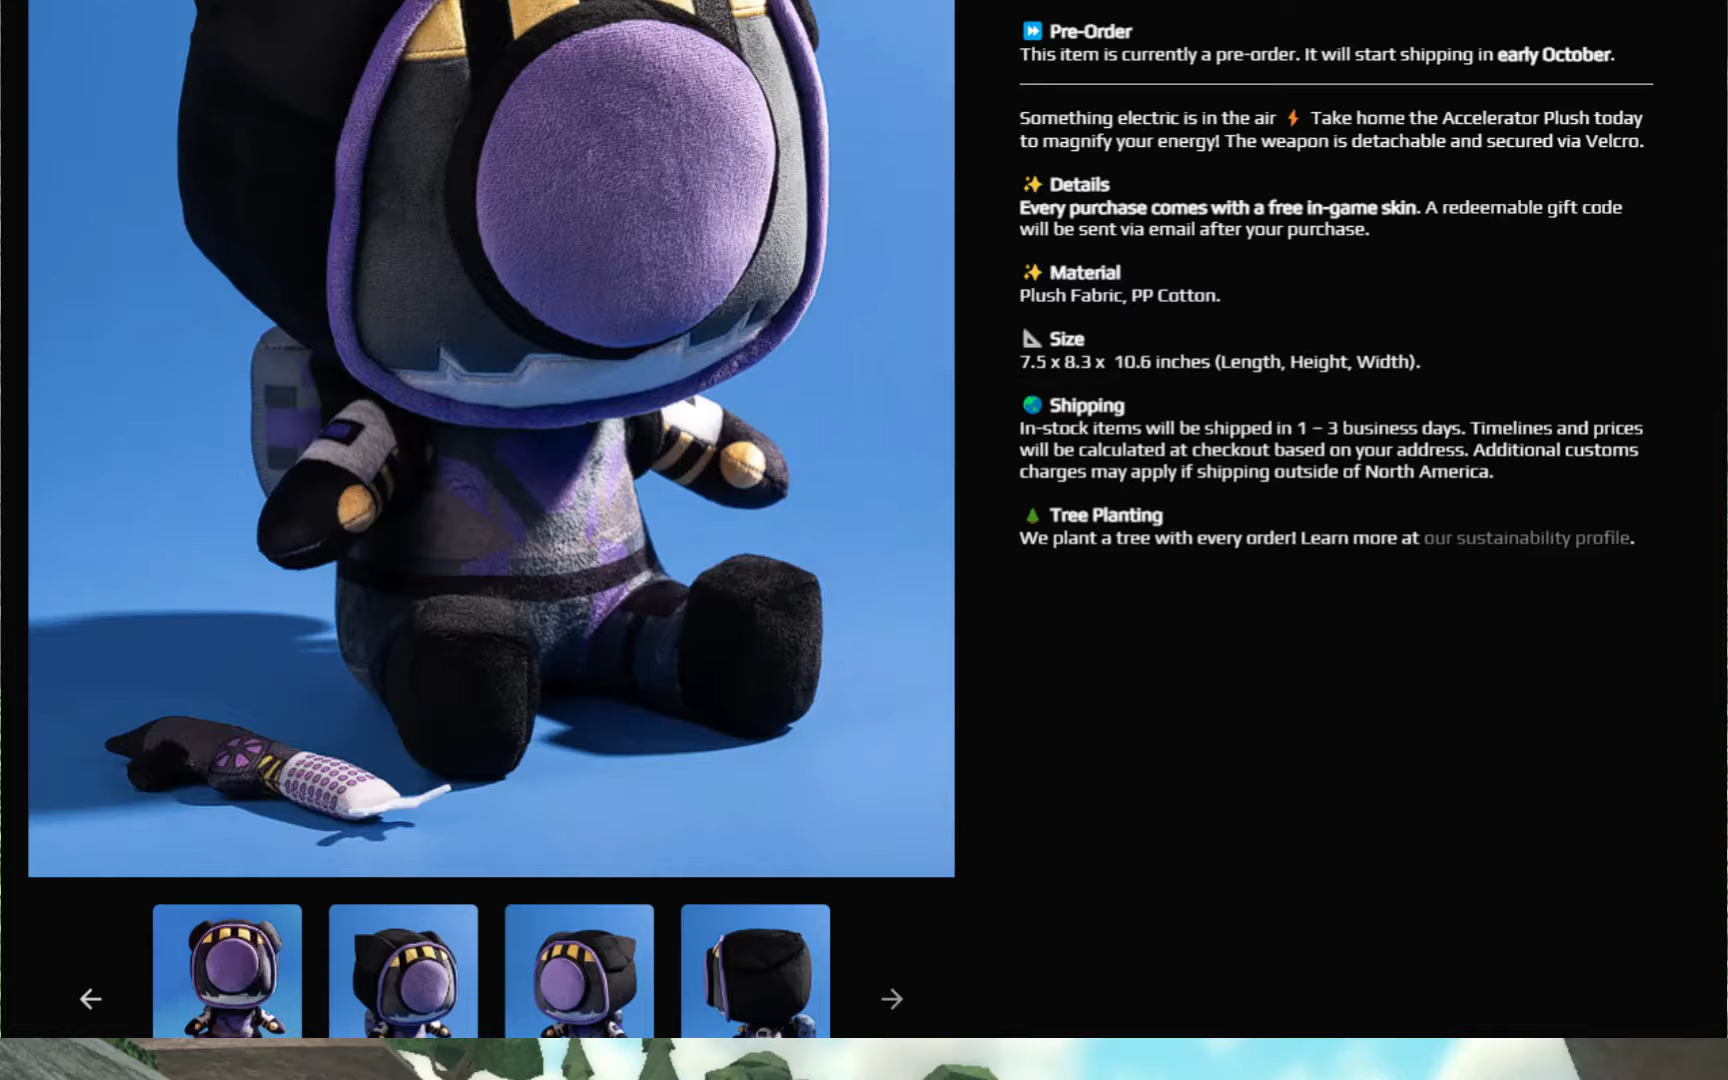 Pre-Order
This item is currently a pre-order. It will start shipping in early October.
Something electric is in the air ⚡ Take home the Accelerator Plush today
to magnify your energy! The weapon is detachable and secured via Velcro.
Details
Every purchase comes with a free in-game skin. A redeemable gift code
will be sent via email after your purchase.
Material
Plush Fabric, PP Cotton.
Size
7.5 x 8.3 x 10.6 inches (Length, Height, Width).
Shipping
In-stock items will be shipped in 1 – 3 business days. Timelines and prices
will be calculated at checkout based on your address. Additional customs
charges may apply if shipping outside of North America.
Tree Planting
We plant a tree with every order! Learn more at our sustainability profile.